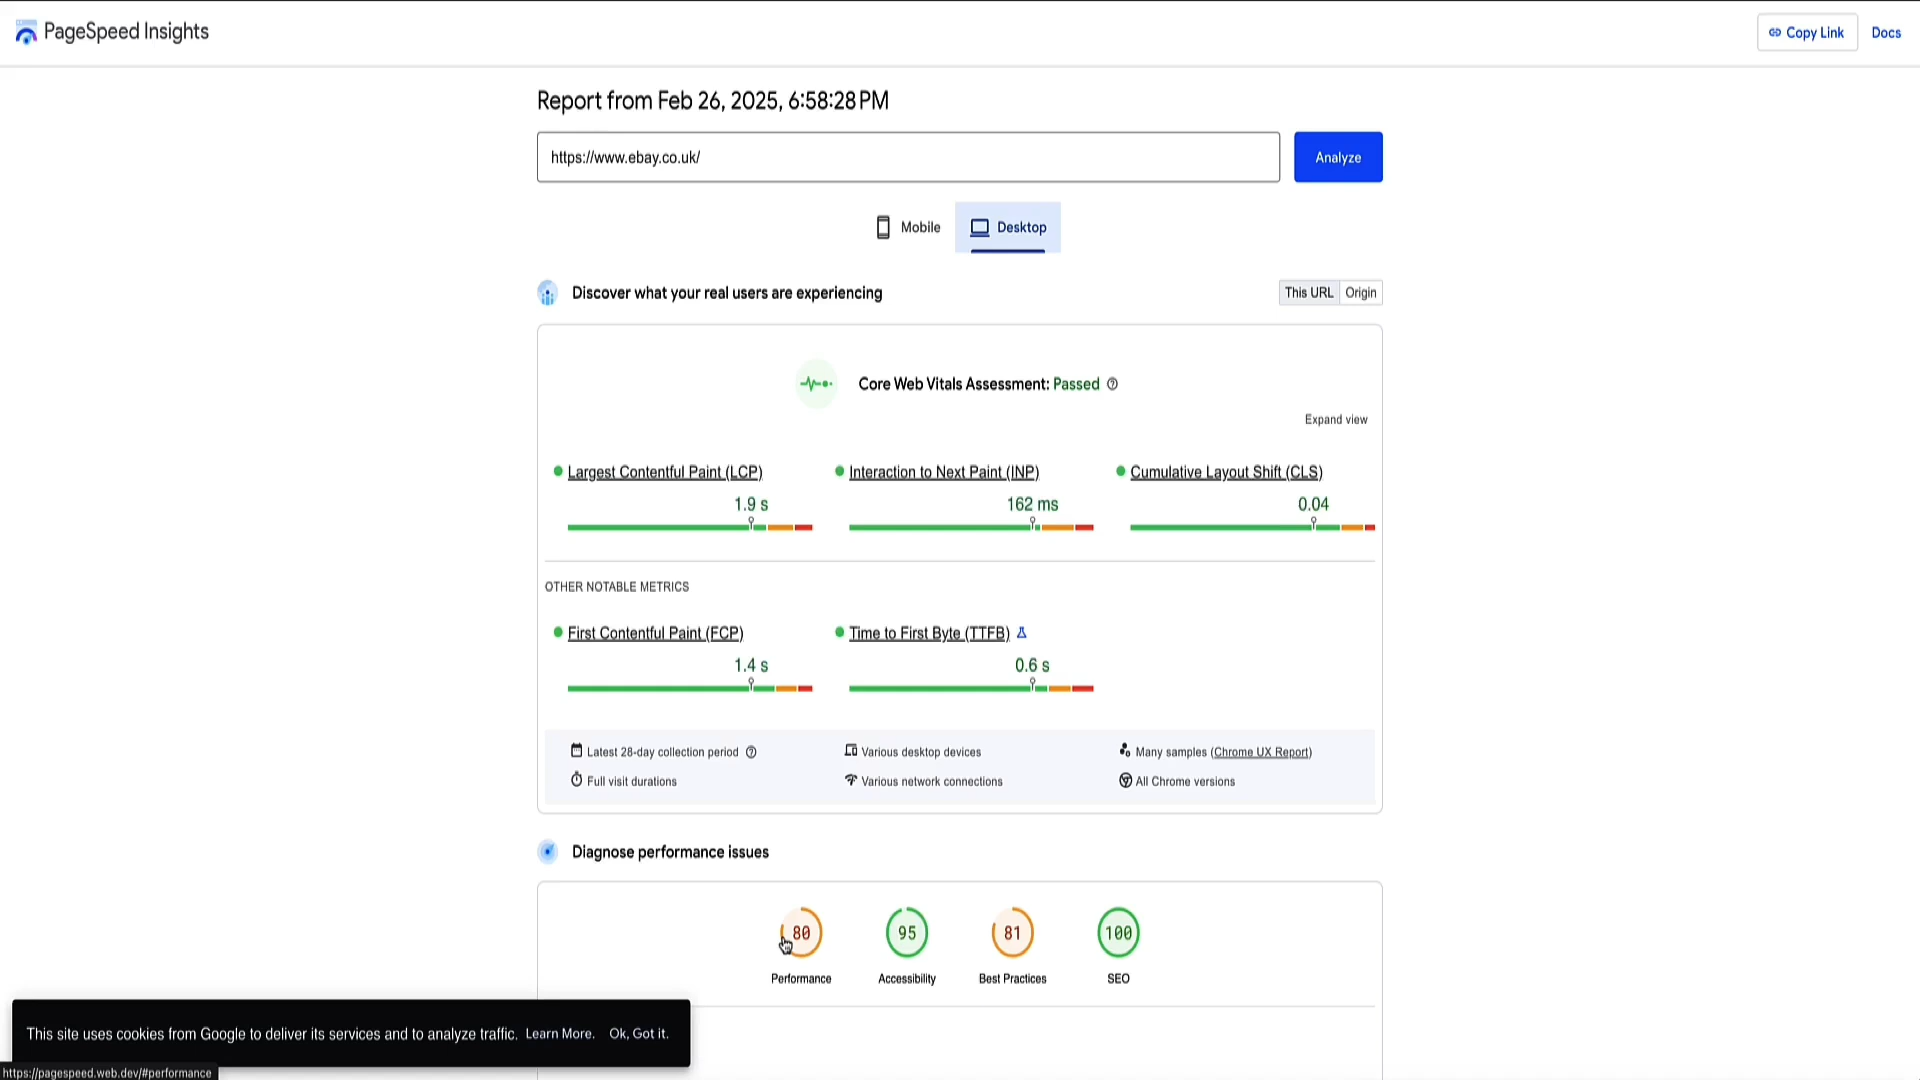 PageSpeed Insights
Copy Link
Docs
Report from Feb 26, 2025, 6:58:28 PM
https://www.ebay.co.uk/
Analyze
Mobile
Desktop
Discover what your real users are experiencing
This URL
Origin
Core Web Vitals Assessment: Passed
Expand view
Largest Contentful Paint (LCP)
1.9 s
Interaction to Next Paint (INP)
162 ms
Cumulative Layout Shift (CLS)
0.04
OTHER NOTABLE METRICS
First Contentful Paint (FCP)
1.4 s
Time to First Byte (TTFB)
0.6 s
Latest 28-day collection period
Various desktop devices
Many samples (Chrome UX Report)
Full visit durations
Various network connections
All Chrome versions
Diagnose performance issues
80
Performance
95
Accessibility
81
Best Practices
100
SEO
This site uses cookies from Google to deliver its services and to analyze traffic. Learn More. Ok, Got it.
https://pagespeed.web.dev/#performance